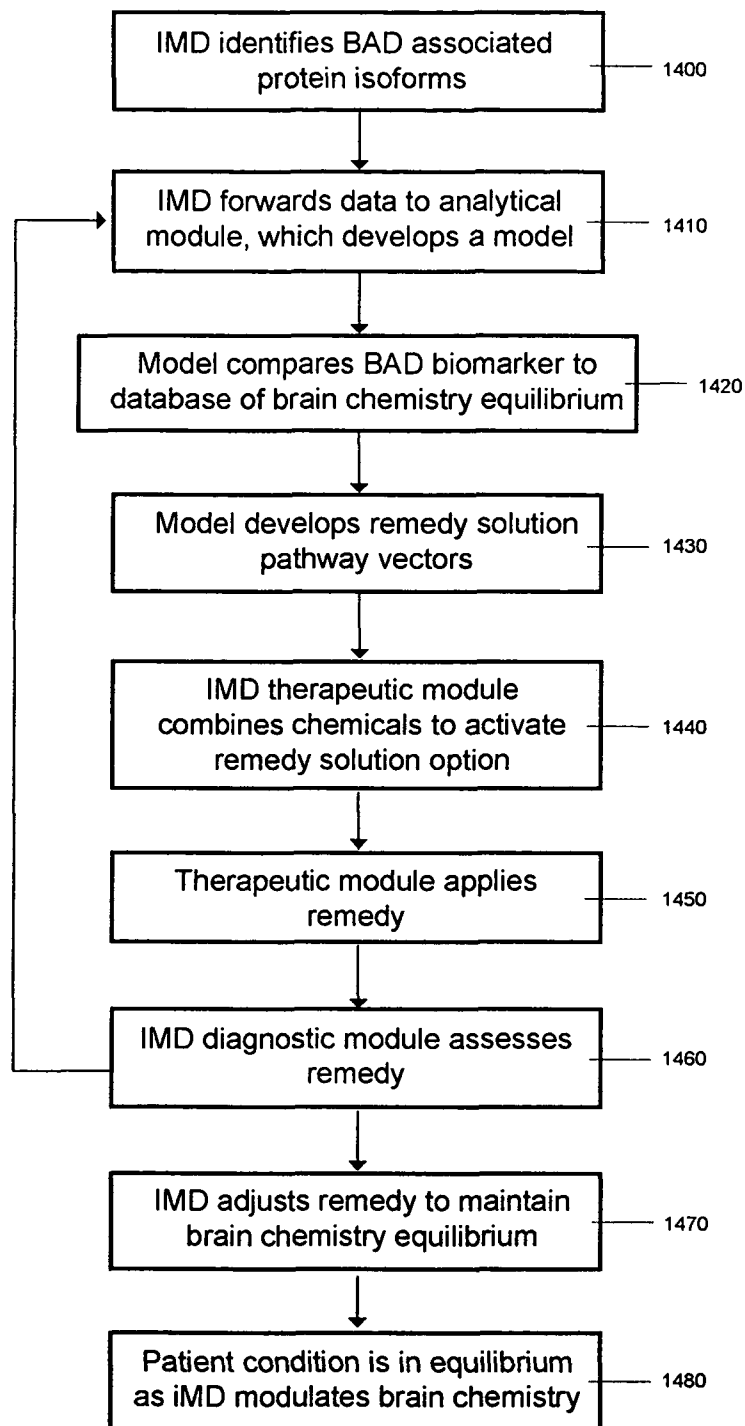 IMD identifies BAD associated
protein isoforms
1400
IMD forwards data to analytical
module, which develops a model
1410
Model compares BAD biomarker to
database of brain chemistry equilibrium
1420
Model develops remedy solution
pathway vectors
1430
IMD therapeutic module
combines chemicals to activate
remedy solution option
1440
Therapeutic module applies
remedy
1450
IMD diagnostic module assesses
remedy
1460
IMD adjusts remedy to maintain
brain chemistry equilibrium
1470
Patient condition is in equilibrium
as iMD modulates brain chemistry
1480